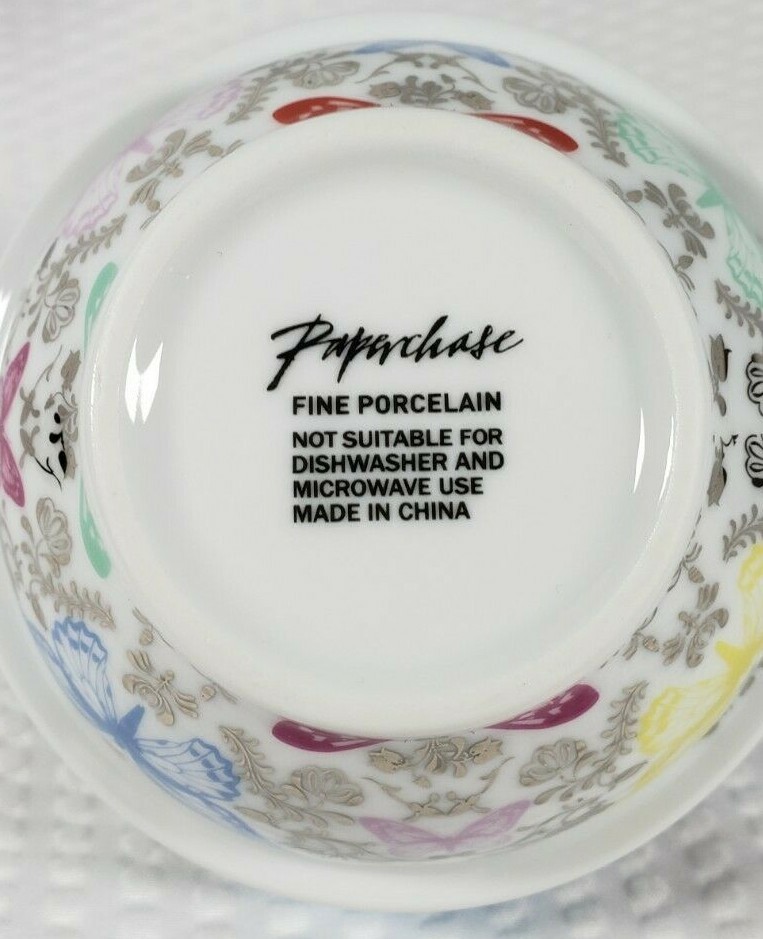 Paperchase
FINE PORCELAIN
NOT SUITABLE FOR
DISHWASHER AND
MICROWAVE USE
MADE IN CHINA